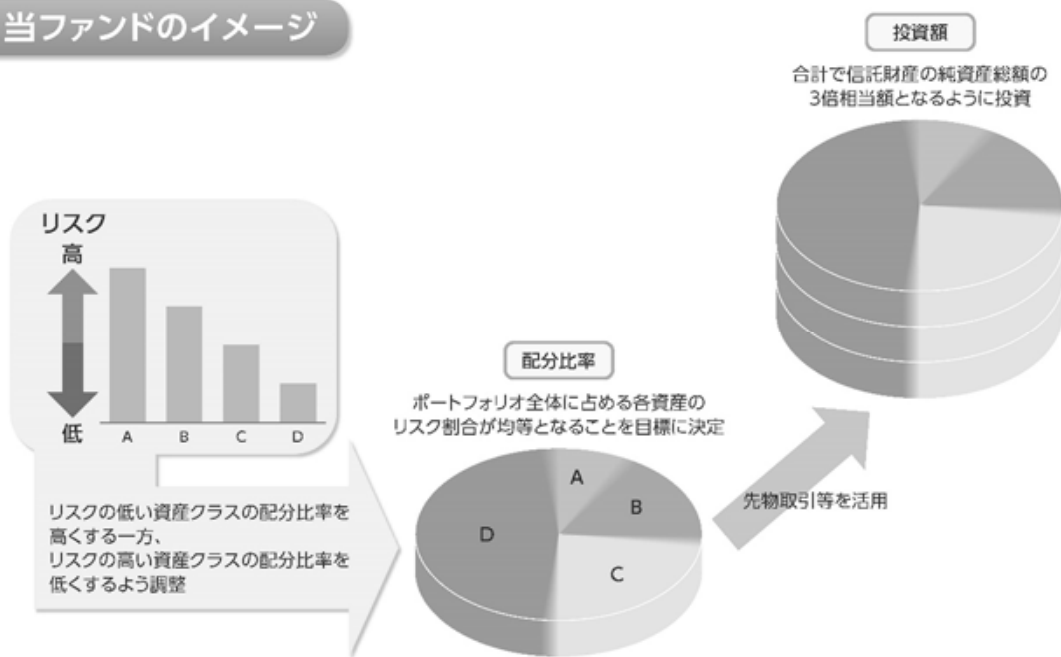 当ファンドのイメージ
投資額
合計で信託財産の純資産総額の
3倍相当額となるように投資
リスク
高
低
A B C D
配分比率
ポートフォリオ全体に占める各資産の
リスク割合が均等となることを目標に決定
リスクの低い資産クラスの配分比率を
高くする一方、
リスクの高い資産クラスの配分比率を
低くするよう調整
A
B
C
D
先物取引等を活用